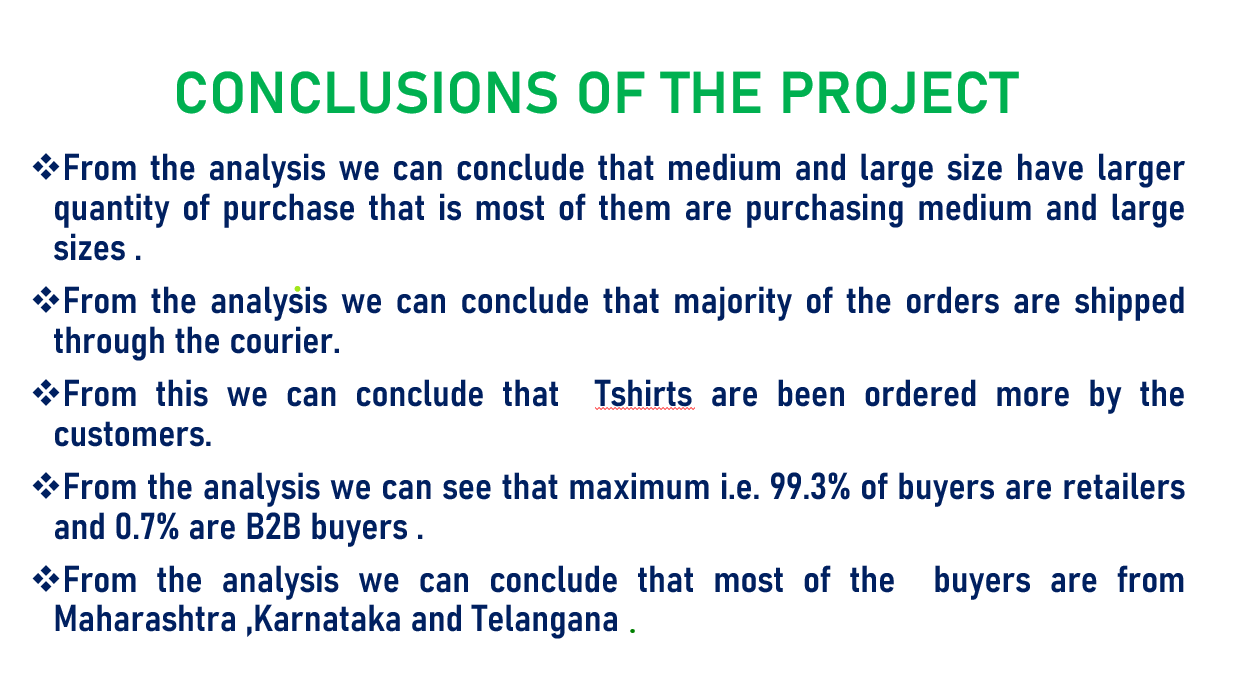 CONCLUSIONS OF THE PROJECT
❖From the analysis we can conclude that medium and large size have larger
quantity of purchase that is most of them are purchasing medium and large
sizes .
❖From the analysis we can conclude that majority of the orders are shipped
through the courier.
❖From this we can conclude that  Tshirts are been ordered more by the
customers.
❖From the analysis we can see that maximum i.e. 99.3% of buyers are retailers
and 0.7% are B2B buyers .
❖From the analysis we can conclude that most of the  buyers are from
Maharashtra ,Karnataka and Telangana .